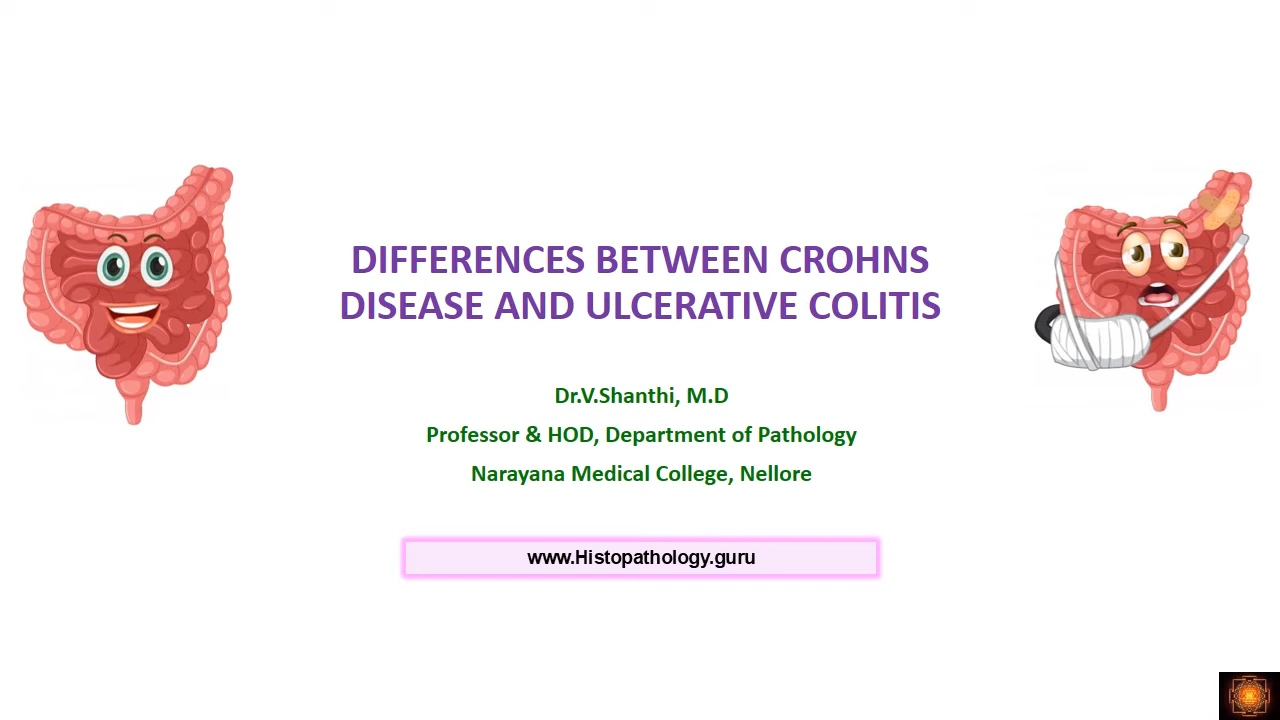 DIFFERENCES BETWEEN CROHNS
DISEASE AND ULCERATIVE COLITIS
Dr.V.Shanthi, M.D
Professor & HOD, Department of Pathology
Narayana Medical College, Nellore
www.Histopathology.guru